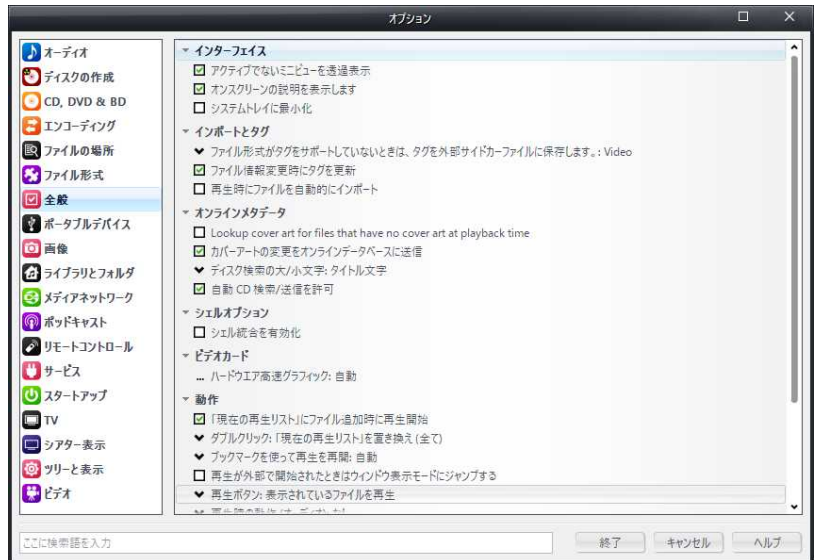 オプション
オーディオ
ディスクの作成
CD, DVD & BD
エンコーディング
ファイルの場所
ファイル形式
全般
ポータブルデバイス
画像
ライブラリとフォルダ
メディアネットワーク
ポッドキャスト
リモートコントロール
サービス
スタートアップ
TV
シアター表示
ツリーと表示
ビデオ
インターフェイス
アクティブでないミニビューを透過表示
オンスクリーンの説明を表示します
システムトレイに最小化
インポートとタグ
ファイル形式がタグをサポートしていないときは、タグを外部サイドカーファイルに保存します。: Video
ファイル情報変更時にタグを更新
再生時にファイルを自動的にインポート
オンラインメタデータ
Lookup cover art for files that have no cover art at playback time
カバーアートの変更をオンラインデータベースに送信
ディスク検索の大/小文字: タイトル文字
自動 CD 検索/送信を許可
シェルオプション
シェル統合を有効化
ビデオカード
... ハードウエア高速グラフィック: 自動
動作
「現在の再生リスト」にファイル追加時に再生開始
ダブルクリック: 「現在の再生リスト」を置き換え (全て)
ブックマークを使って再生を再開: 自動
再生が外部で開始されたときはウィンドウ表示モードにジャンプする
再生ボタン: 表示されているファイルを再生
ここに検索語を入力
終了
キャンセル
ヘルプ